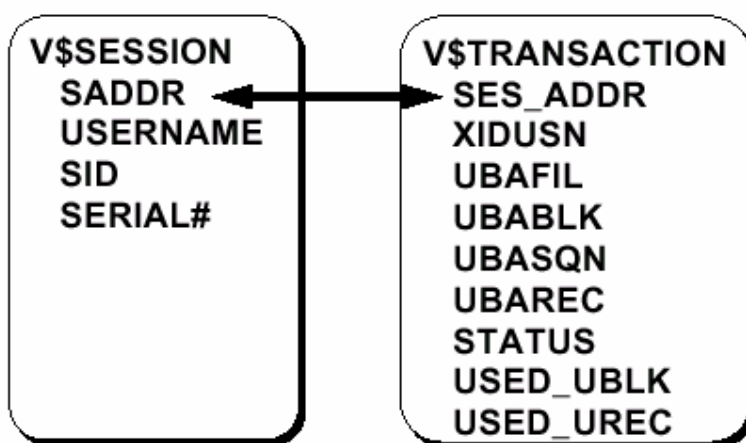 V$SESSION
SADDR
USERNAME
SID
SERIAL#
V$TRANSACTION
SES_ADDR
XIDUSN
UBAFIL
UBABLK
UBASQN
UBAREC
STATUS
USED_UBLK
USED_UREC